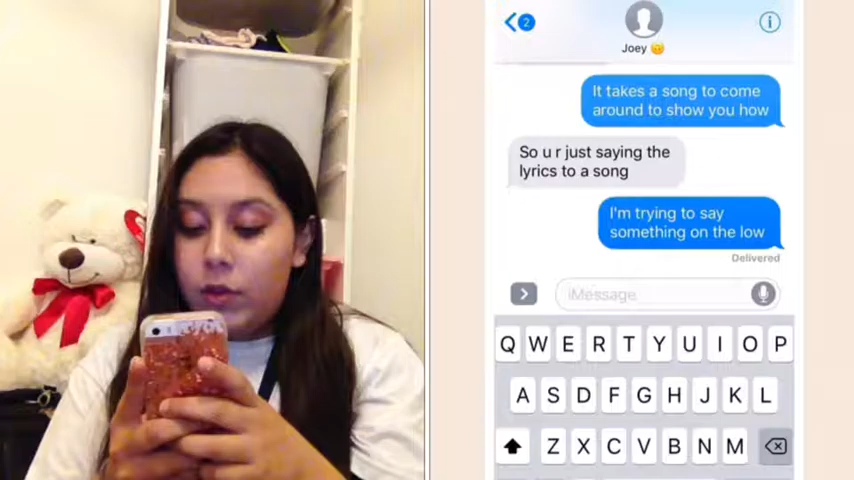 2
Joey
It takes a song to come
around to show you how
So u r just saying the
lyrics to a song
I'm trying to say
something on the low
Delivered
iMessage
Q W E R T Y U I O P
A S D F G H J K L
Z X C V B N M